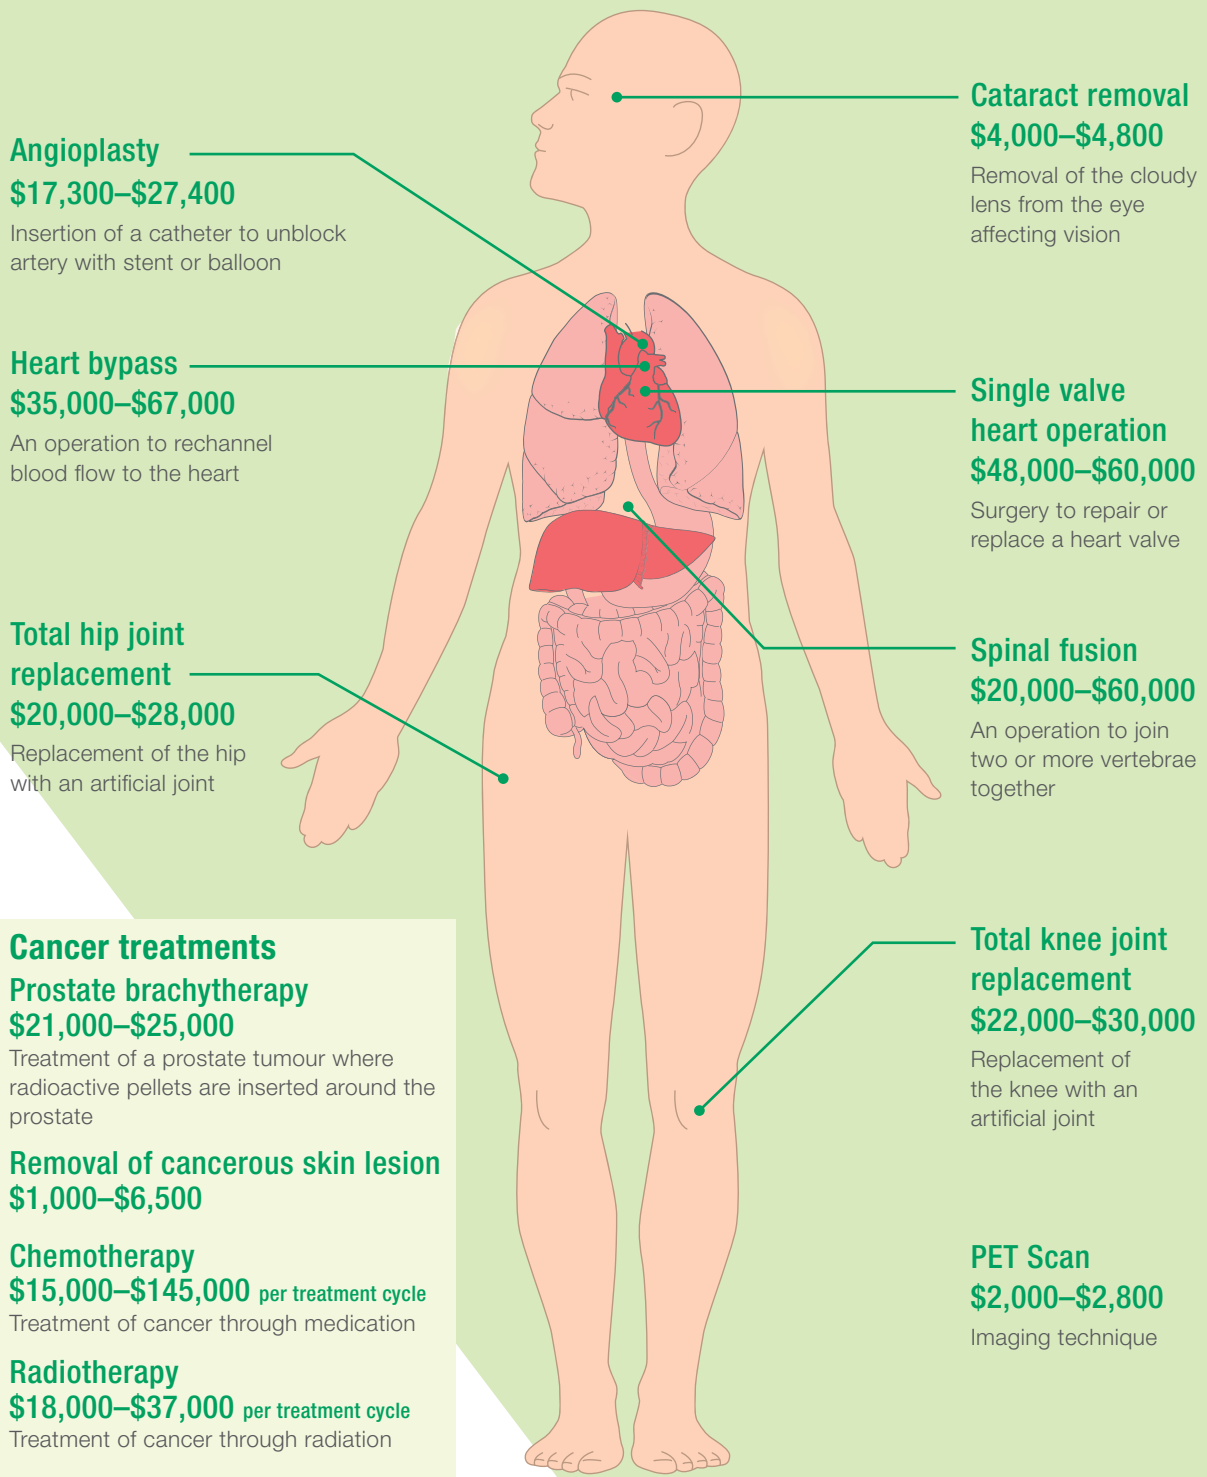 Angioplasty
$17,300–$27,400
Insertion of a catheter to unblock
artery with stent or balloon
Heart bypass
$35,000–$67,000
An operation to rechannel
blood flow to the heart
Total hip joint
replacement
$20,000–$28,000
Replacement of the hip
with an artificial joint
Cataract removal
$4,000–$4,800
Removal of the cloudy
lens from the eye
affecting vision
Single valve
heart operation
$48,000–$60,000
Surgery to repair or
replace a heart valve
Spinal fusion
$20,000–$60,000
An operation to join
two or more vertebrae
together
Total knee joint
replacement
$22,000–$30,000
Replacement of
the knee with an
artificial joint
PET Scan
$2,000–$2,800
Imaging technique
Cancer treatments
Prostate brachytherapy
$21,000–$25,000
Treatment of a prostate tumour where
radioactive pellets are inserted around the
prostate
Removal of cancerous skin lesion
$1,000–$6,500
Chemotherapy
$15,000–$145,000 per treatment cycle
Treatment of cancer through medication
Radiotherapy
$18,000–$37,000 per treatment cycle
Treatment of cancer through radiation